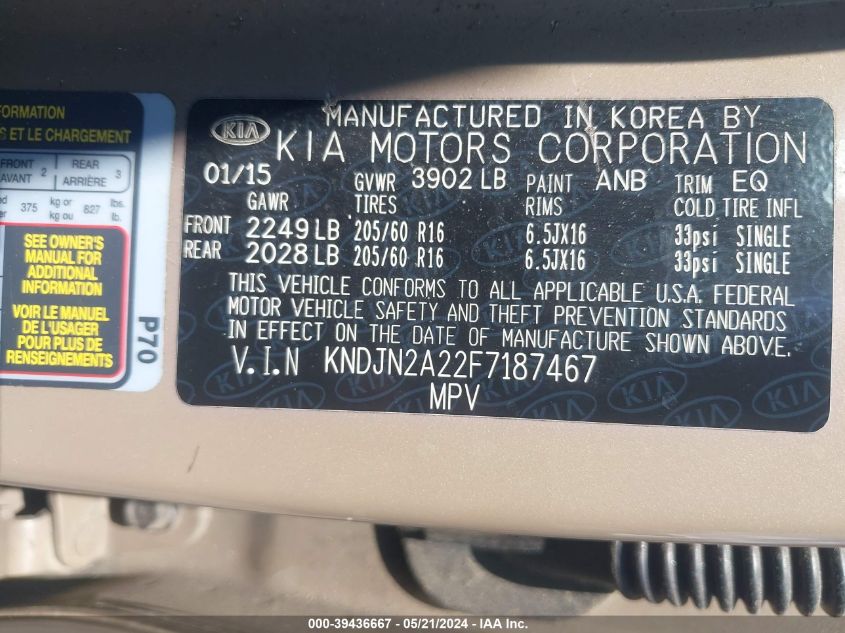 FORMATION
S ET LE CHARGEMENT
FRONT 2 REAR 3
AVANT ARRIÈRE
375 kg or 827 lbs.
er kg ou lb.
SEE OWNER'S
MANUAL FOR
ADDITIONAL
INFORMATION
VOIR LE MANUEL
DE L'USAGER
POUR PLUS DE
RENSEIGNEMENTS
P70
KIA
MANUFACTURED IN KOREA BY
KIA MOTORS CORPORATION
01/15 GVWR 3902 LB PAINT ANB TRIM EQ
GAWR TIRES RIMS COLD TIRE INFL
FRONT 2249 LB 205/60 R16 6.5JX16 33psi SINGLE
REAR 2028 LB 205/60 R16 6.5JX16 33psi SINGLE
THIS VEHICLE CONFORMS TO ALL APPLICABLE U.S.A. FEDERAL
MOTOR VEHICLE SAFETY AND THEFT PREVENTION STANDARDS
IN EFFECT ON THE DATE OF MANUFACTURE SHOWN ABOVE.
V.I.N KNDJN2A22F7187467
MPV
000-39436667 - 05/21/2024 - IAA Inc.